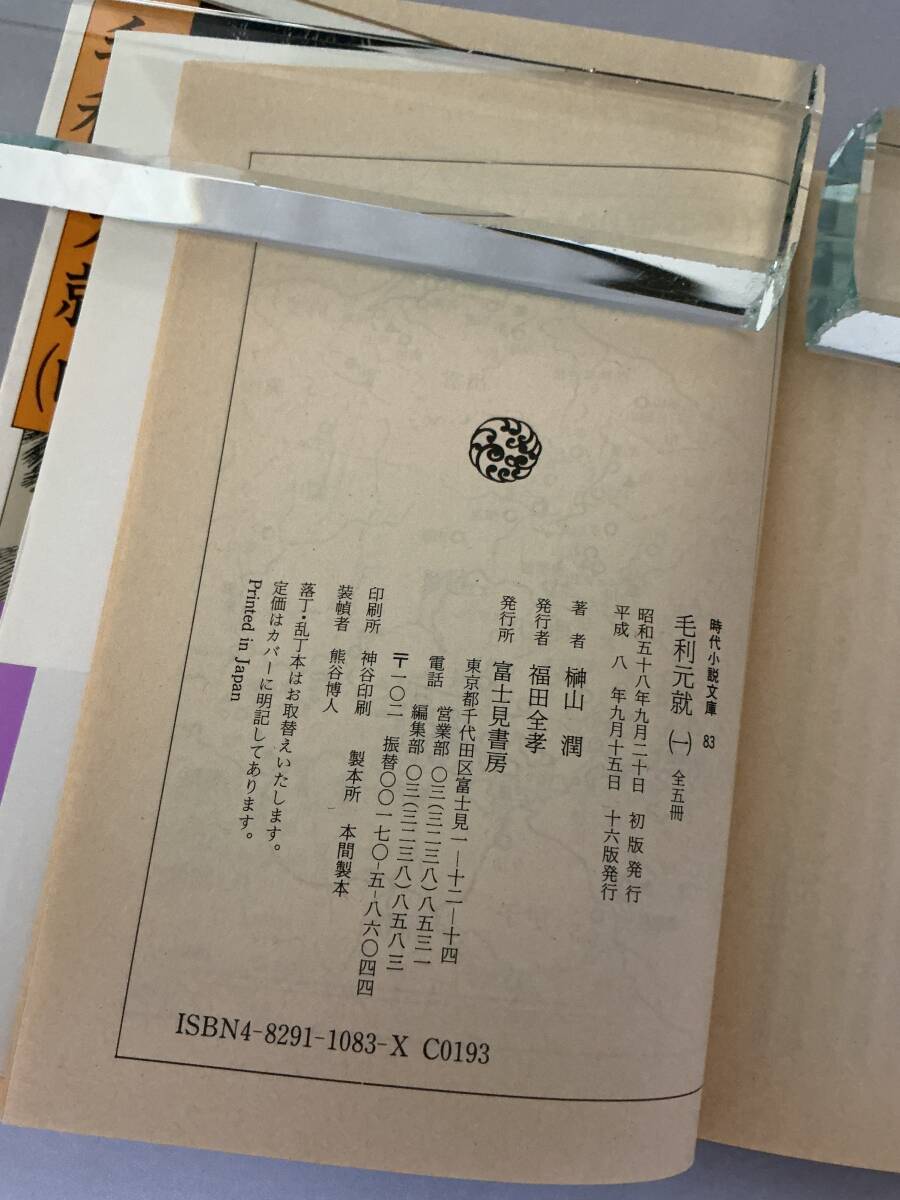 時代小説文庫 83
毛利元就 (一) 全五冊
昭和五十八年九月二十日 初版発行
平成 八 年九月十五日 十六版発行
著 者 榊山 潤
発行者 福田全孝
発行所 富士見書房
東京都千代田区富士見一—十二—十四
電話 営業部 〇三(三二三八)八五三一
編集部 〇三(三二三八)八五八三
〒一〇二 振替〇〇一七〇-五-八六〇四四
印刷所 神谷印刷 製本所 本間製本
装幀者 熊谷博人
落丁・乱丁本はお取替えいたします。
定価はカバーに明記してあります。
Printed in Japan
ISBN4-8291-1083-X C0193